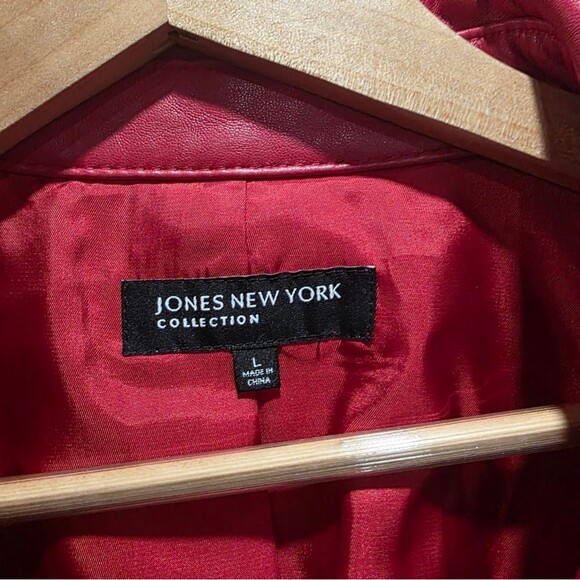 JONES NEW YORK
COLLECTION
L
MADE IN
CHINA